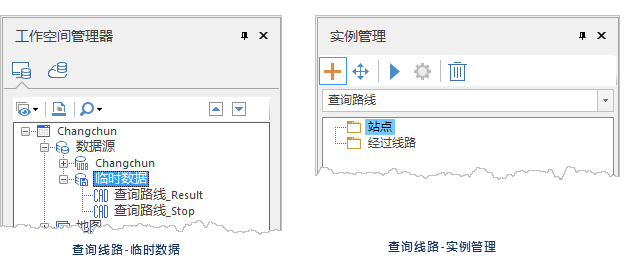 工作空间管理器
Changchun
数据源
Changchun
临时数据
查询路线_Result
查询路线_Stop
地图
查询线路-临时数据
实例管理
查询路线
站点
经过线路
查询线路-实例管理